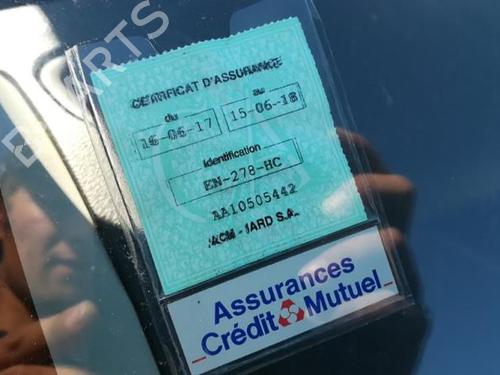 CERTIFICAT D'ASSURANCE
du au
16-06-17 15-06-18
Identification
EN-278-HC
AA10505442
ACM - IARD S.A.
Assurances
Crédit Mutuel